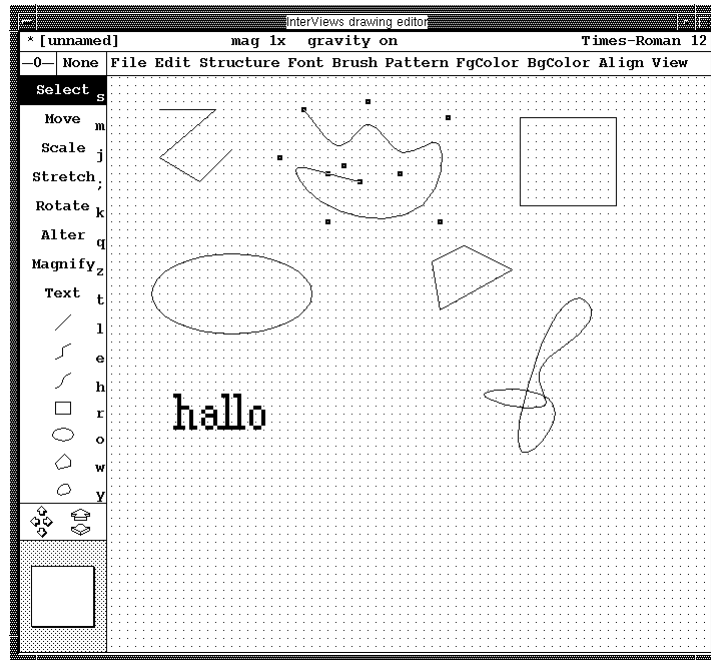 InterViews drawing editor
* [unnamed] mag 1x gravity on Times-Roman 12
0 None File Edit Structure Font Brush Pattern FgColor BgColor Align View
Select s
Move m
Scale j
Stretch ;
Rotate k
Alter q
Magnify z
Text t
l
e
h
r
o
w
y
hallo